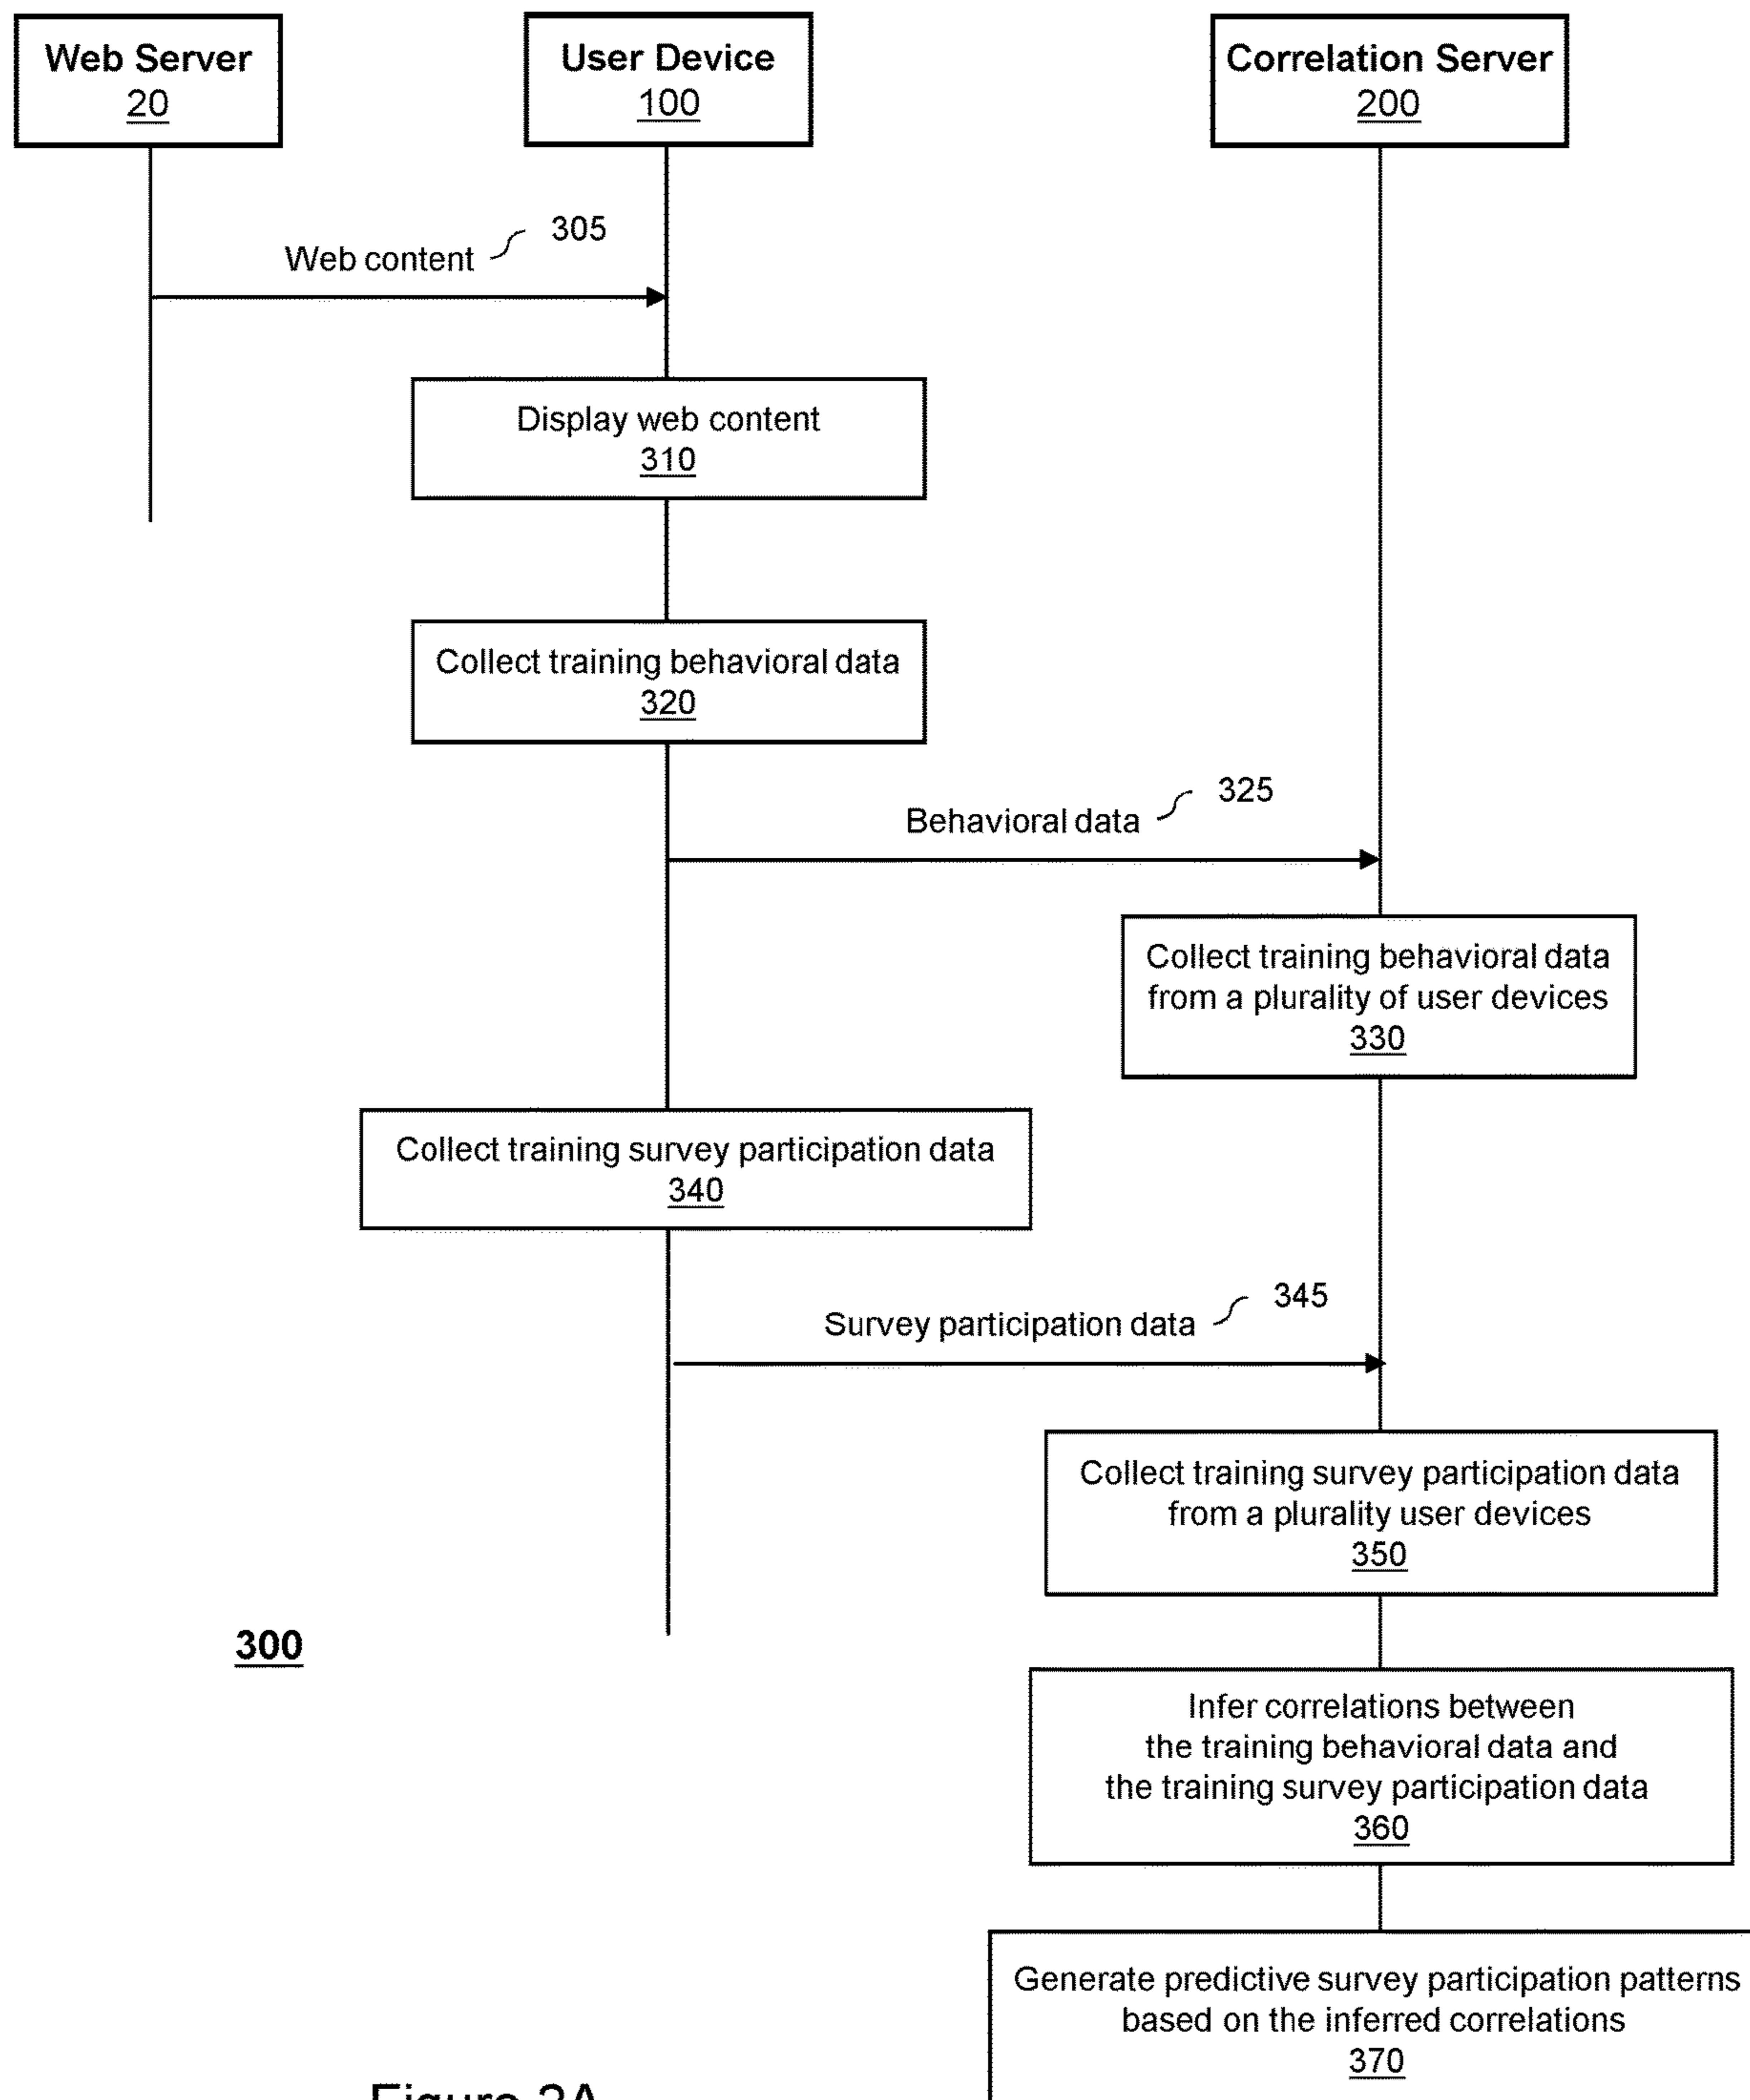 Web Server
20
User Device
100
Correlation Server
200
305
Web content
Display web content
310
Collect training behavioral data
320
325
Behavioral data
Collect training behavioral data
from a plurality of user devices
330
Collect training survey participation data
340
345
Survey participation data
Collect training survey participation data
from a plurality user devices
350
300
Infer correlations between
the training behavioral data and
the training survey participation data
360
Generate predictive survey participation patterns
based on the inferred correlations
370
Figure